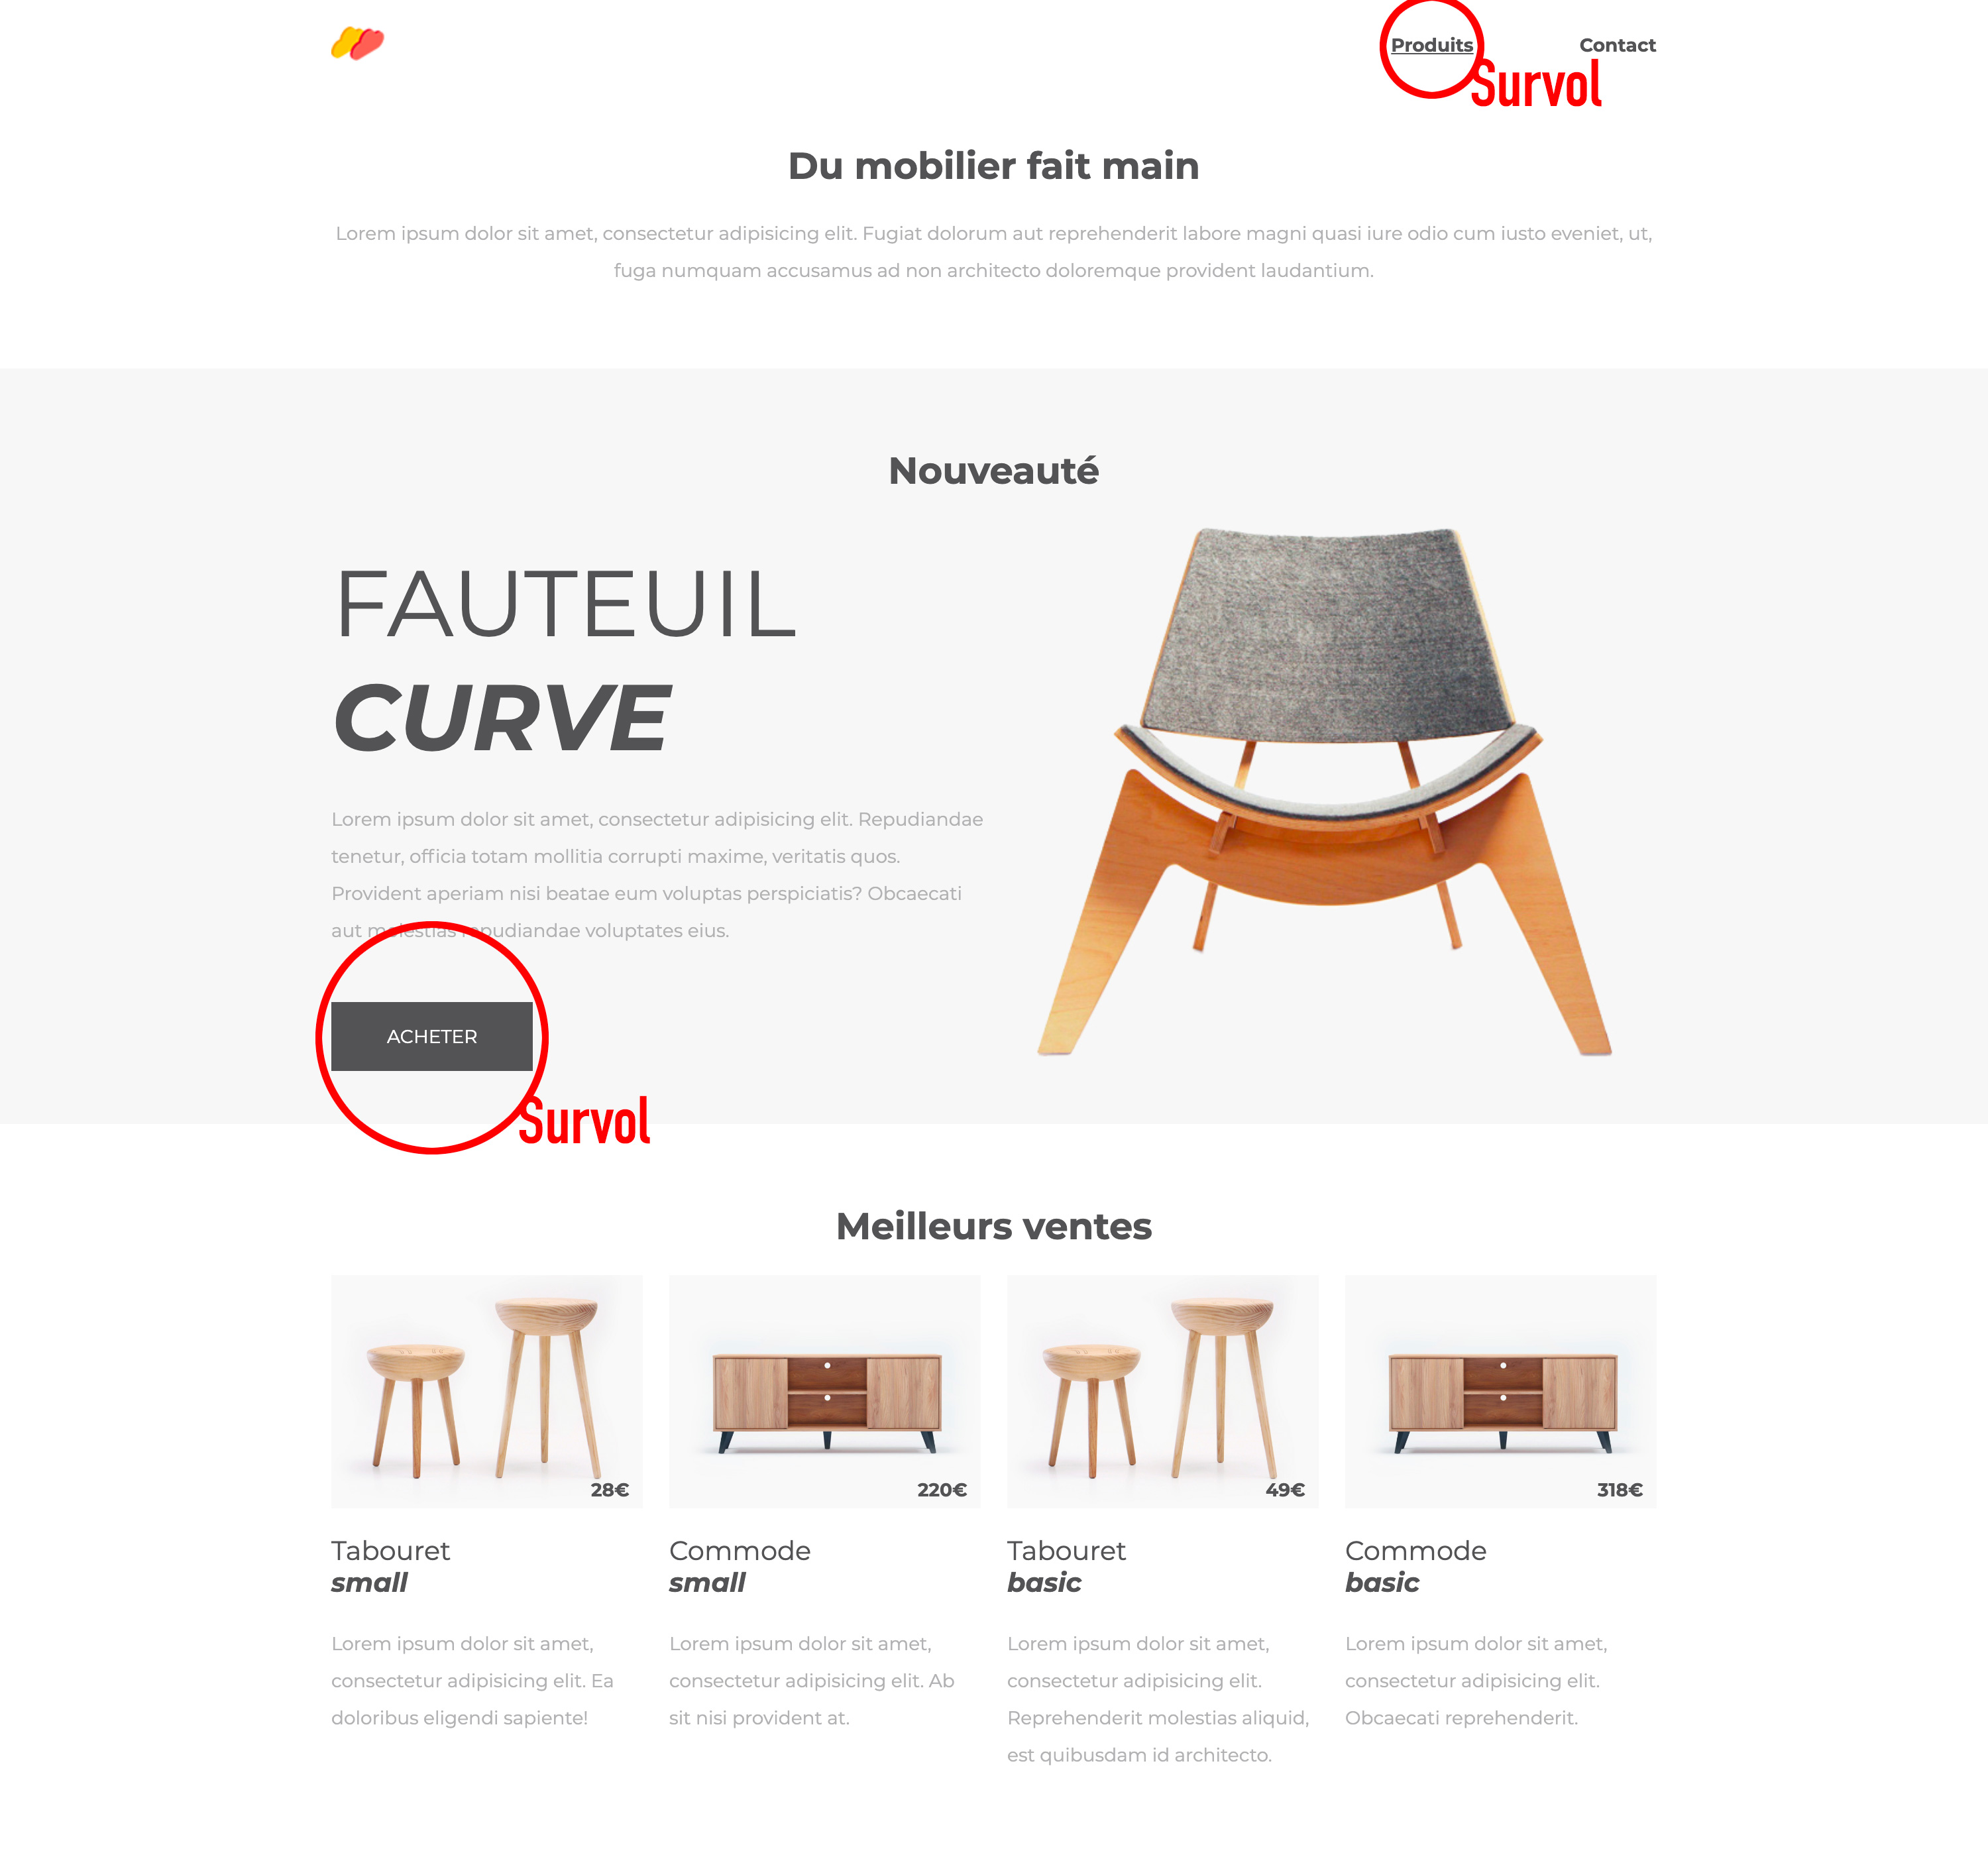 Produits
Contact
Survol
Du mobilier fait main
Lorem ipsum dolor sit amet, consectetur adipisicing elit. Fugiat dolorum aut reprehenderit labore magni quasi iure odio cum iusto eveniet, ut,
fuga numquam accusamus ad non architecto doloremque provident laudantium.
Nouveauté
FAUTEUIL
CURVE
Lorem ipsum dolor sit amet, consectetur adipisicing elit. Repudiandae
tenetur, officia totam mollitia corrupti maxime, veritatis quos.
Provident aperiam nisi beatae eum voluptas perspiciatis? Obcaecati
aut molestias repudiandae voluptates eius.
ACHETER
Survol
Meilleurs ventes
28€
Tabouret
small
Lorem ipsum dolor sit amet,
consectetur adipisicing elit. Ea
doloribus eligendi sapiente!
220€
Commode
small
Lorem ipsum dolor sit amet,
consectetur adipisicing elit. Ab
sit nisi provident at.
49€
Tabouret
basic
Lorem ipsum dolor sit amet,
consectetur adipisicing elit.
Reprehenderit molestias aliquid,
est quibusdam id architecto.
318€
Commode
basic
Lorem ipsum dolor sit amet,
consectetur adipisicing elit.
Obcaecati reprehenderit.